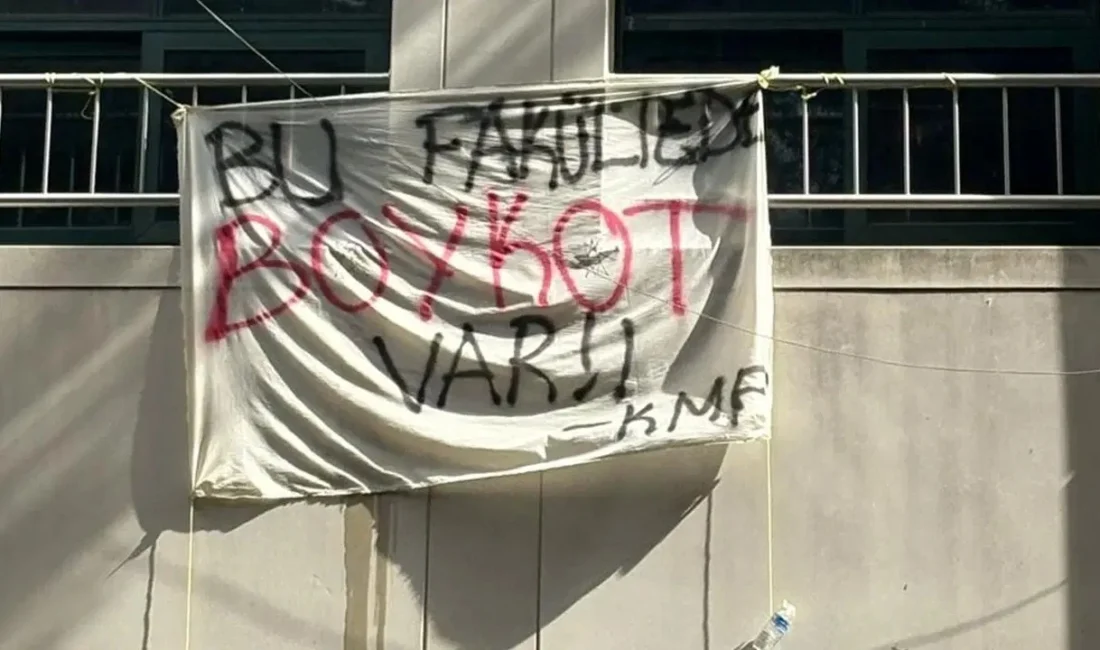 BU FAKÜLTEDE
BOYKOT
VAR!!
-KMF